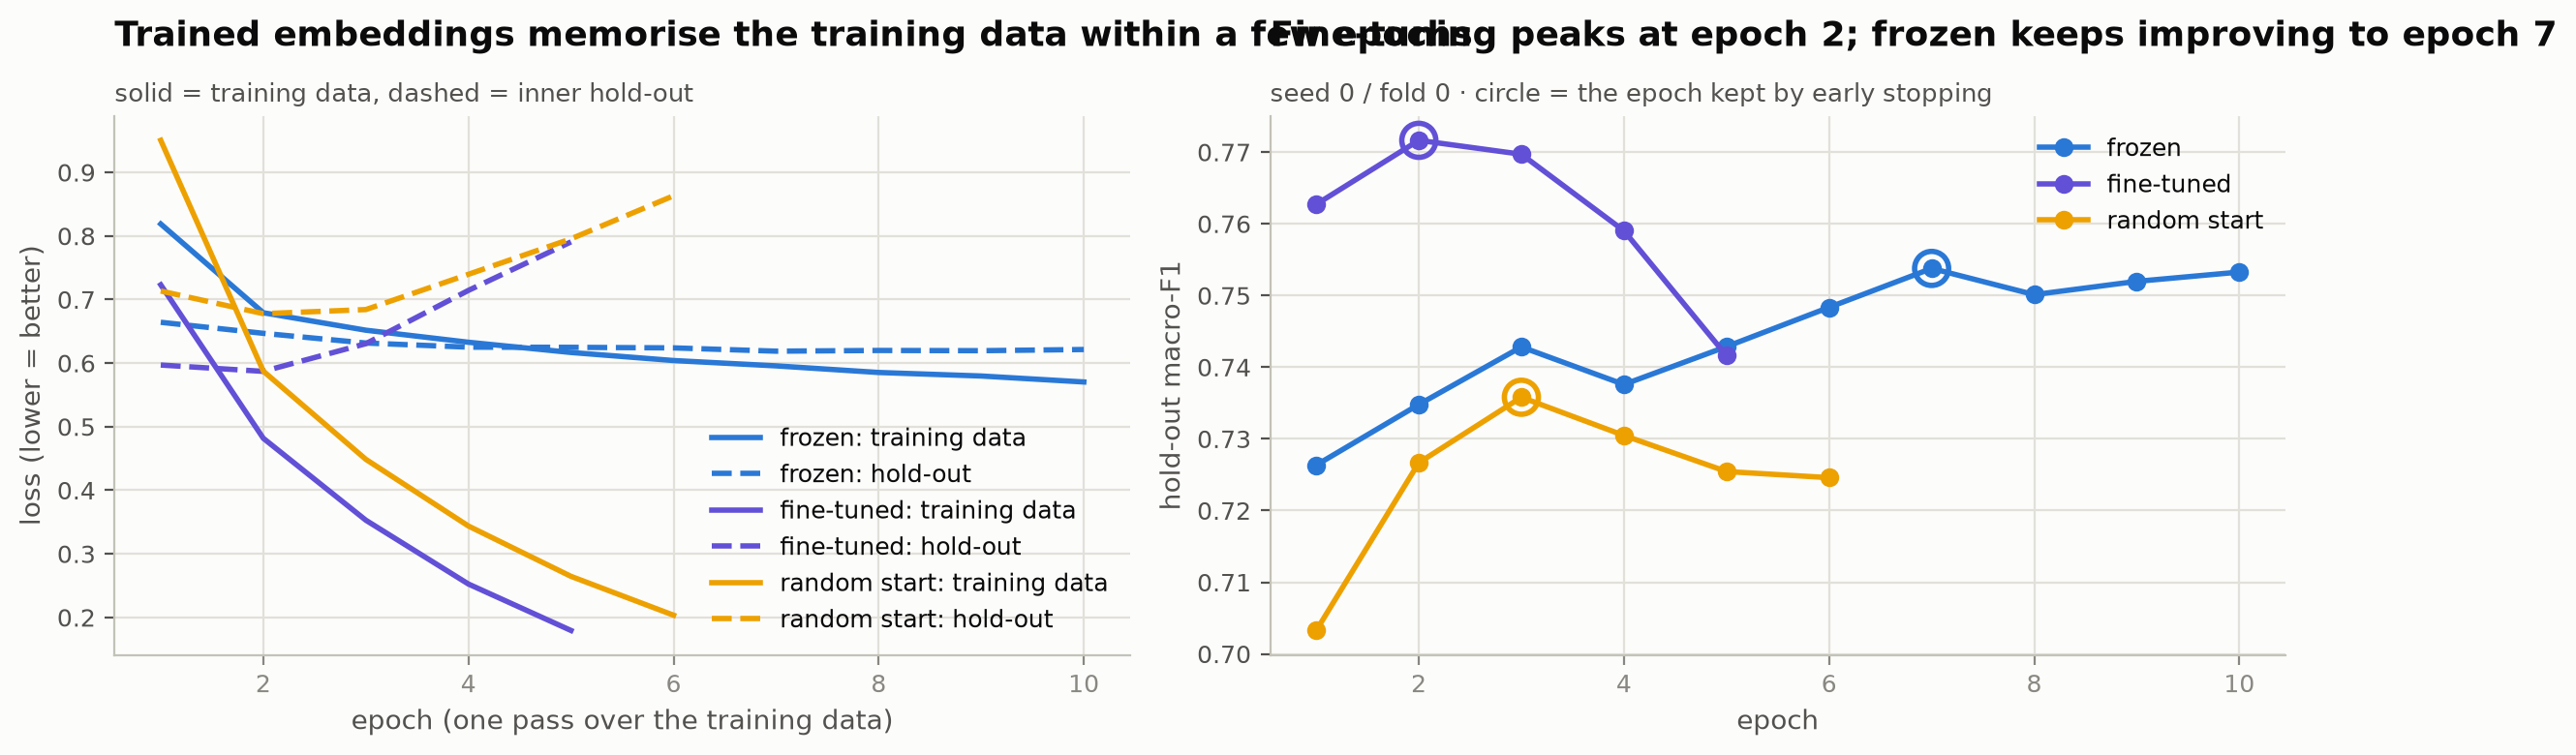 Trained embeddings memorise the training data within a few epochs
solid = training data, dashed = inner hold-out
loss (lower = better)
0.9
0.8
0.7
0.6
0.5
0.4
0.3
0.2
frozen: training data
frozen: hold-out
fine-tuned: training data
fine-tuned: hold-out
random start: training data
random start: hold-out
2 4 6 8 10
epoch (one pass over the training data)
Fine-tuning peaks at epoch 2; frozen keeps improving to epoch 7
seed 0 / fold 0 · circle = the epoch kept by early stopping
hold-out macro-F1
0.77
0.76
0.75
0.74
0.73
0.72
0.71
0.70
frozen
fine-tuned
random start
2 4 6 8 10
epoch